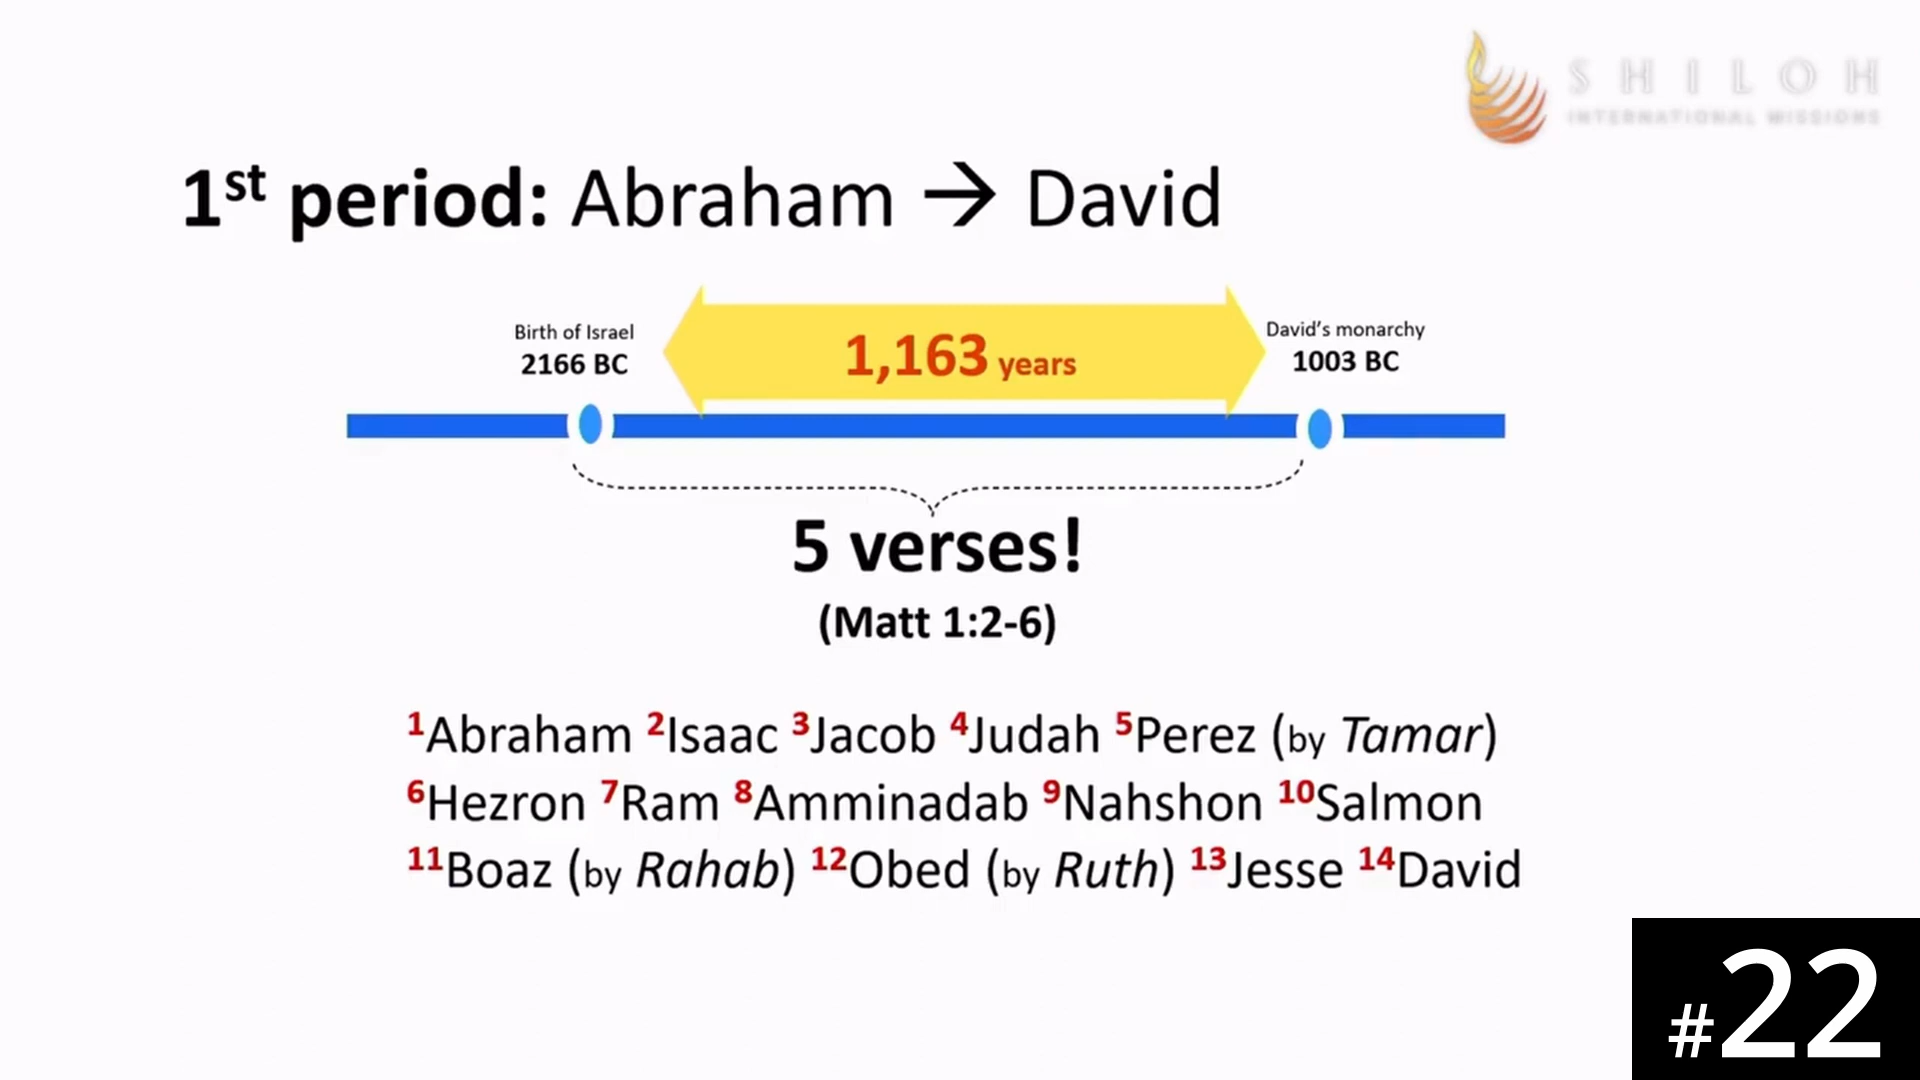 SHILOH
INTERNATIONAL MISSIONS
1st period: Abraham → David
Birth of Israel
2166 BC
1,163 years
David's monarchy
1003 BC
5 verses!
(Matt 1:2-6)
1Abraham 2Isaac 3Jacob 4Judah 5Perez (by Tamar)
6Hezron 7Ram 8Amminadab 9Nahshon 10Salmon
11Boaz (by Rahab) 12Obed (by Ruth) 13Jesse 14David
#22